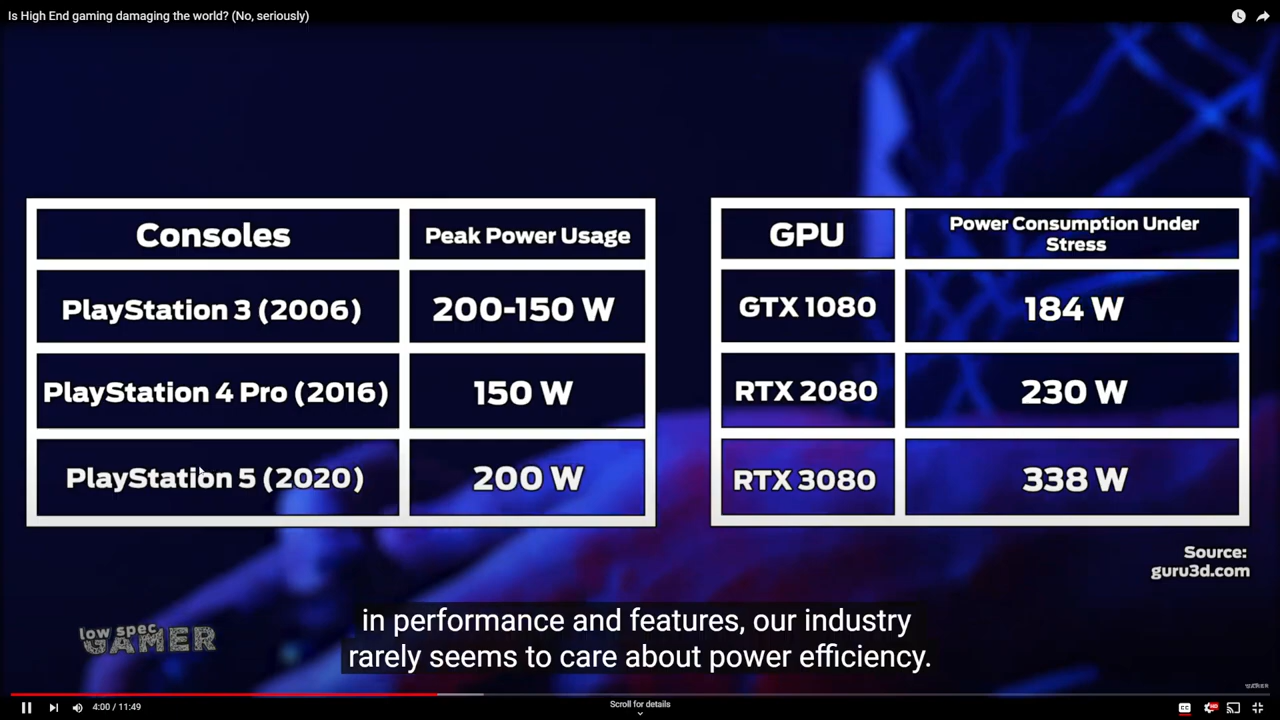 Is High End gaming damaging the world? (No, seriously)
Consoles
Peak Power Usage
PlayStation 3 (2006)
200-150 W
PlayStation 4 Pro (2016)
150 W
PlayStation 5 (2020)
200 W
GPU
Power Consumption Under
Stress
GTX 1080
184 W
RTX 2080
230 W
RTX 3080
338 W
Source:
guru3d.com
in performance and features, our industry
rarely seems to care about power efficiency.
low spec
GAMER
4:00 / 11:49
Scroll for details
CC
HD